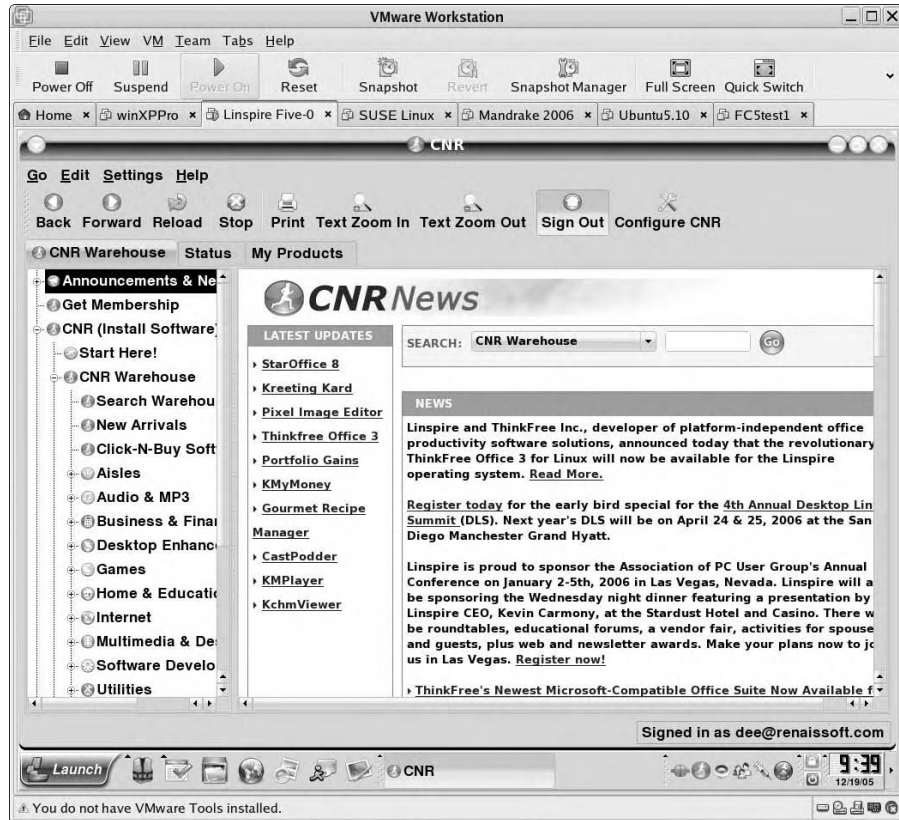 VMware Workstation
File Edit View VM Team Tabs Help
Power Off Suspend Power On Reset Snapshot Revert Snapshot Manager Full Screen Quick Switch
Home winXPPro Linspire Five-0 SUSE Linux Mandrake 2006 Ubuntu5.10 FC5test1
CNR
Go Edit Settings Help
Back Forward Reload Stop Print Text Zoom In Text Zoom Out Sign Out Configure CNR
CNR Warehouse Status My Products
Announcements & Ne
Get Membership
CNR (Install Software)
Start Here!
CNR Warehouse
Search Warehou
New Arrivals
Click-N-Buy Soft
Aisles
Audio & MP3
Business & Finan
Desktop Enhanc
Games
Home & Educatio
Internet
Multimedia & Des
Software Develo
Utilities
CNR News
LATEST UPDATES
StarOffice 8
Kreeting Kard
Pixel Image Editor
Thinkfree Office 3
Portfolio Gains
KMyMoney
Gourmet Recipe
Manager
CastPodder
KMPlayer
KchmViewer
SEARCH: CNR Warehouse Go
NEWS
Linspire and ThinkFree Inc., developer of platform-independent office
productivity software solutions, announced today that the revolutionary
ThinkFree Office 3 for Linux will now be available for the Linspire
operating system. Read More.
Register today for the early bird special for the 4th Annual Desktop Lin
Summit (DLS). Next year's DLS will be on April 24 & 25, 2006 at the San
Diego Manchester Grand Hyatt.
Linspire is proud to sponsor the Association of PC User Group's Annual
Conference on January 2-5th, 2006 in Las Vegas, Nevada. Linspire will a
be sponsoring the Wednesday night dinner featuring a presentation by
Linspire CEO, Kevin Carmony, at the Stardust Hotel and Casino. There w
be roundtables, educational forums, a vendor fair, activities for spouse
and guests, plus web and newsletter awards. Make your plans now to jo
us in Las Vegas. Register now!
ThinkFree's Newest Microsoft-Compatible Office Suite Now Available f
Signed in as dee@renaissoft.com
Launch CNR 9:39
12/19/05
You do not have VMware Tools installed.